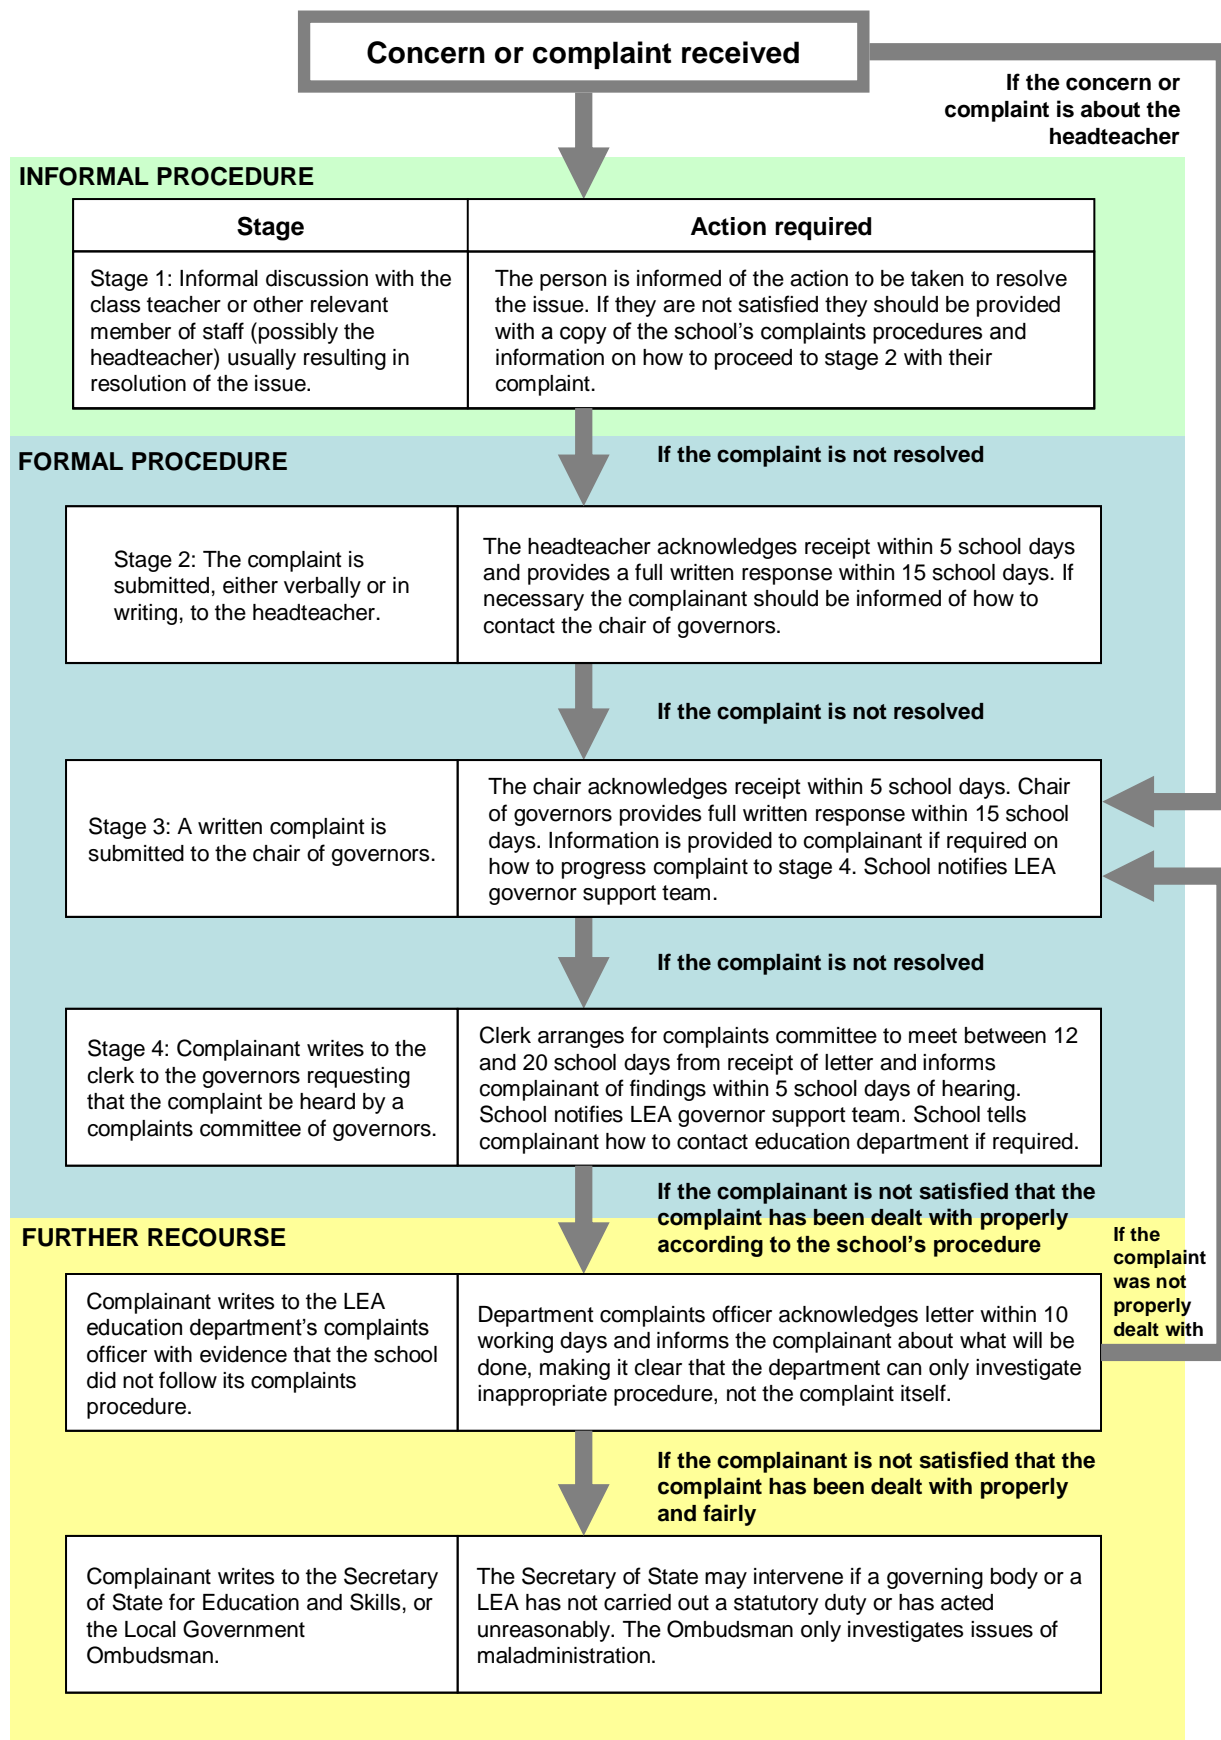 Concern or complaint received
If the concern or
complaint is about the
headteacher
INFORMAL PROCEDURE
Stage
Action required
Stage 1: Informal discussion with the
class teacher or other relevant
member of staff (possibly the
headteacher) usually resulting in
resolution of the issue.
The person is informed of the action to be taken to resolve
the issue. If they are not satisfied they should be provided
with a copy of the school’s complaints procedures and
information on how to proceed to stage 2 with their
complaint.
If the complaint is not resolved
FORMAL PROCEDURE
Stage 2: The complaint is
submitted, either verbally or in
writing, to the headteacher.
The headteacher acknowledges receipt within 5 school days
and provides a full written response within 15 school days. If
necessary the complainant should be informed of how to
contact the chair of governors.
If the complaint is not resolved
Stage 3: A written complaint is
submitted to the chair of governors.
The chair acknowledges receipt within 5 school days. Chair
of governors provides full written response within 15 school
days. Information is provided to complainant if required on
how to progress complaint to stage 4. School notifies LEA
governor support team.
If the complaint is not resolved
Stage 4: Complainant writes to the
clerk to the governors requesting
that the complaint be heard by a
complaints committee of governors.
Clerk arranges for complaints committee to meet between 12
and 20 school days from receipt of letter and informs
complainant of findings within 5 school days of hearing.
School notifies LEA governor support team. School tells
complainant how to contact education department if required.
If the complainant is not satisfied that the
complaint has been dealt with properly
according to the school’s procedure
FURTHER RECOURSE
If the
complaint
was not
properly
dealt with
Complainant writes to the LEA
education department’s complaints
officer with evidence that the school
did not follow its complaints
procedure.
Department complaints officer acknowledges letter within 10
working days and informs the complainant about what will be
done, making it clear that the department can only investigate
inappropriate procedure, not the complaint itself.
If the complainant is not satisfied that the
complaint has been dealt with properly
and fairly
Complainant writes to the Secretary
of State for Education and Skills, or
the Local Government
Ombudsman.
The Secretary of State may intervene if a governing body or a
LEA has not carried out a statutory duty or has acted
unreasonably. The Ombudsman only investigates issues of
maladministration.